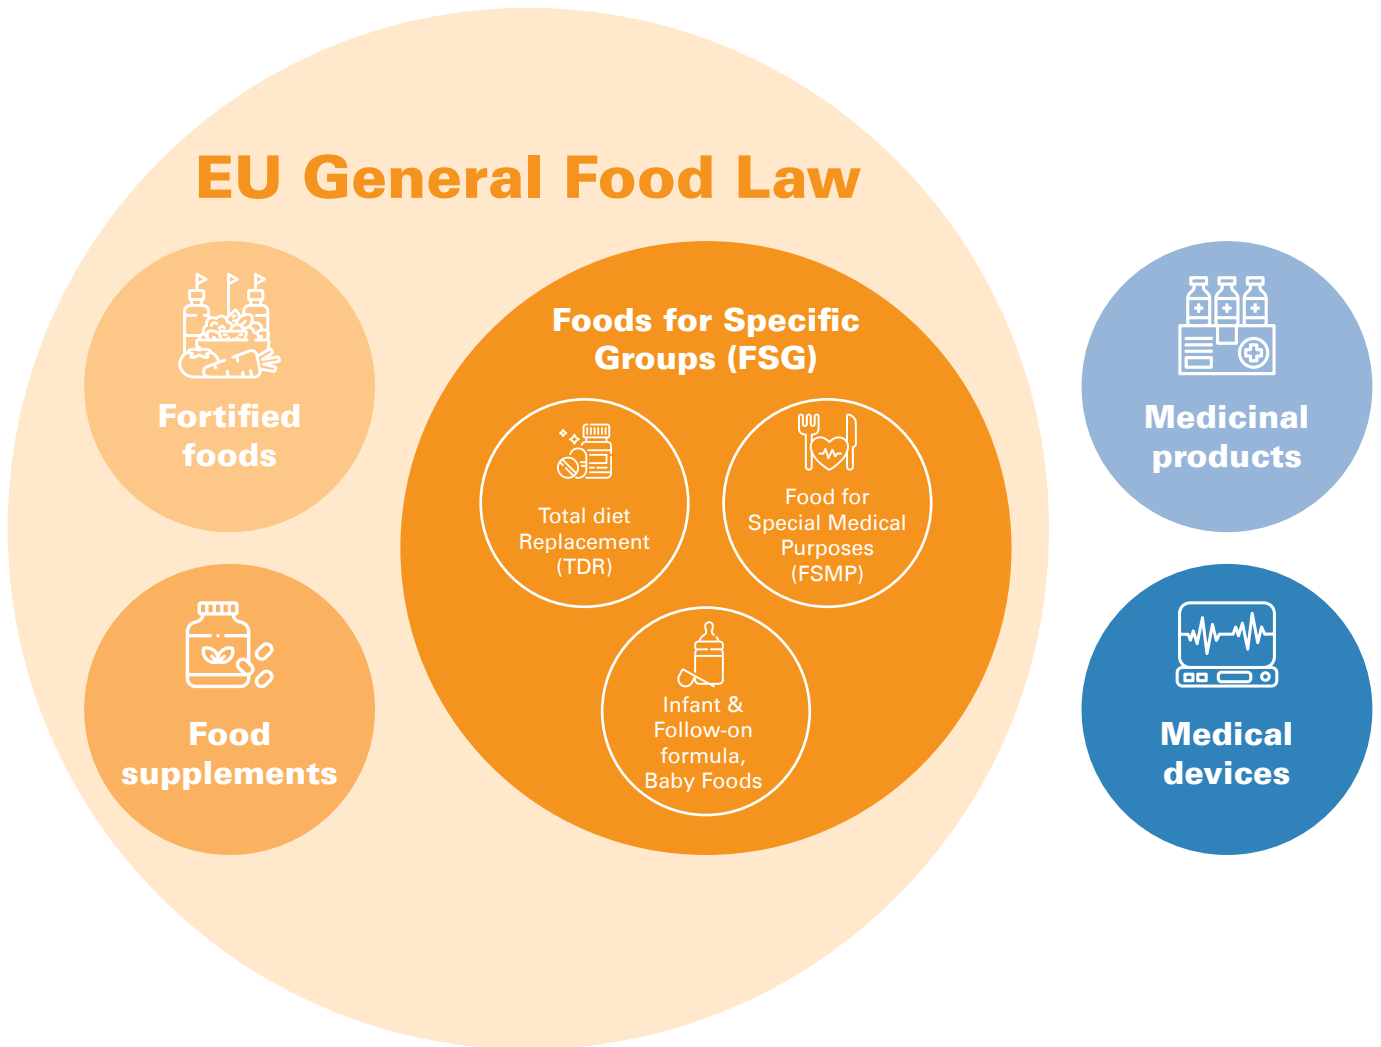 EU General Food Law
Fortified
foods
Food
supplements
Foods for Specific
Groups (FSG)
Total diet
Replacement
(TDR)
Food for
Special Medical
Purposes
(FSMP)
Infant &
Follow-on
formula,
Baby Foods
Medicinal
products
Medical
devices